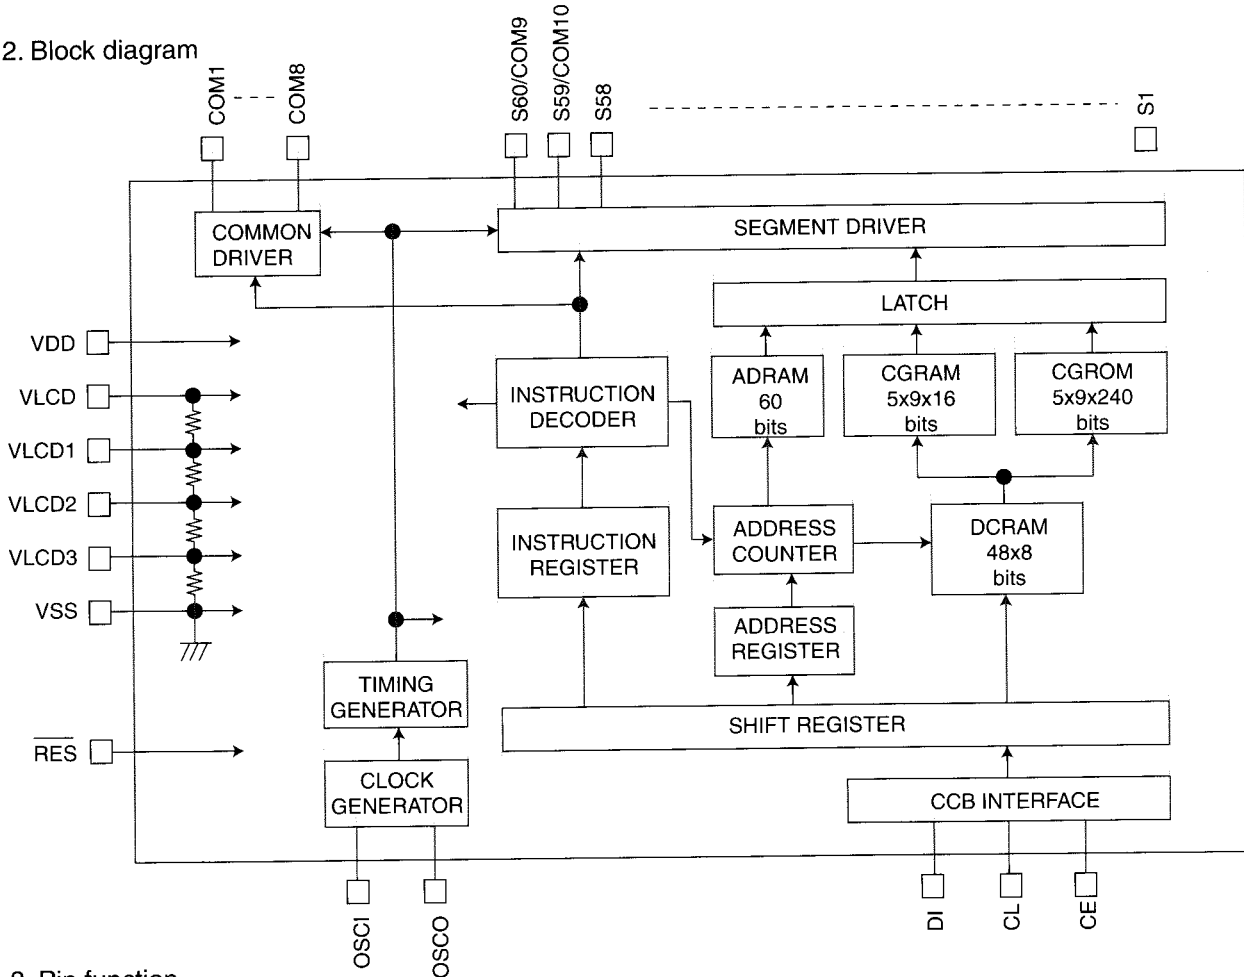 2. Block diagram
COM1
COM8
S60/COM9
S59/COM10
S58
S1
COMMON
DRIVER
SEGMENT DRIVER
LATCH
VDD
VLCD
VLCD1
VLCD2
VLCD3
VSS
RES
INSTRUCTION
DECODER
ADRAM
60
bits
CGRAM
5x9x16
bits
CGROM
5x9x240
bits
INSTRUCTION
REGISTER
ADDRESS
COUNTER
DCRAM
48x8
bits
ADDRESS
REGISTER
TIMING
GENERATOR
SHIFT REGISTER
CLOCK
GENERATOR
CCB INTERFACE
OSCI
OSCO
DI
CL
CE
Pin function